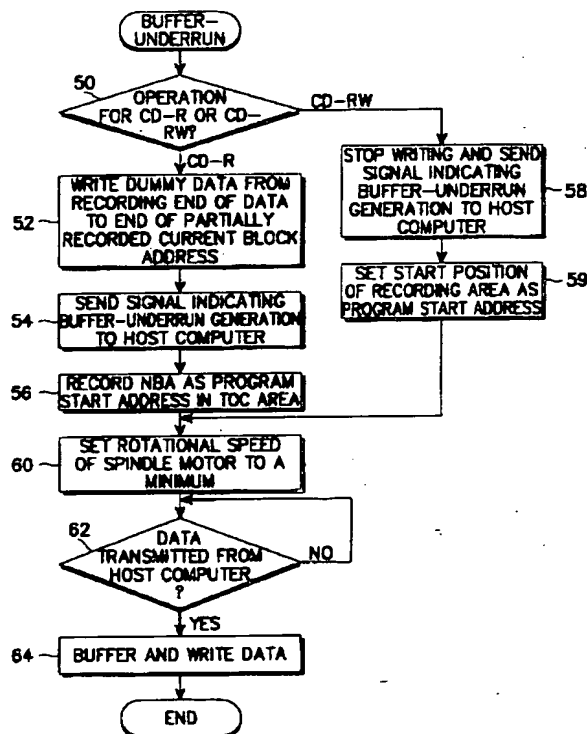 BUFFER-
UNDERRUN
50
OPERATION
FOR CD-R OR CD-
RW?
CD-RW
CD-R
52
WRITE DUMMY DATA FROM
RECORDING END OF DATA
TO END OF PARTIALLY
RECORDED CURRENT BLOCK
ADDRESS
STOP WRITING AND SEND
SIGNAL INDICATING
BUFFER-UNDERRUN
GENERATION TO HOST
COMPUTER
58
54
SEND SIGNAL INDICATING
BUFFER-UNDERRUN GENERATION
TO HOST COMPUTER
SET START POSITION
OF RECORDING AREA AS
PROGRAM START ADDRESS
59
56
RECORD NBA AS PROGRAM
START ADDRESS IN TOC AREA
60
SET ROTATIONAL SPEED
OF SPINDLE MOTOR TO A
MINIMUM
62
DATA
TRANSMITTED FROM
HOST COMPUTER
?
NO
YES
64
BUFFER AND WRITE DATA
END